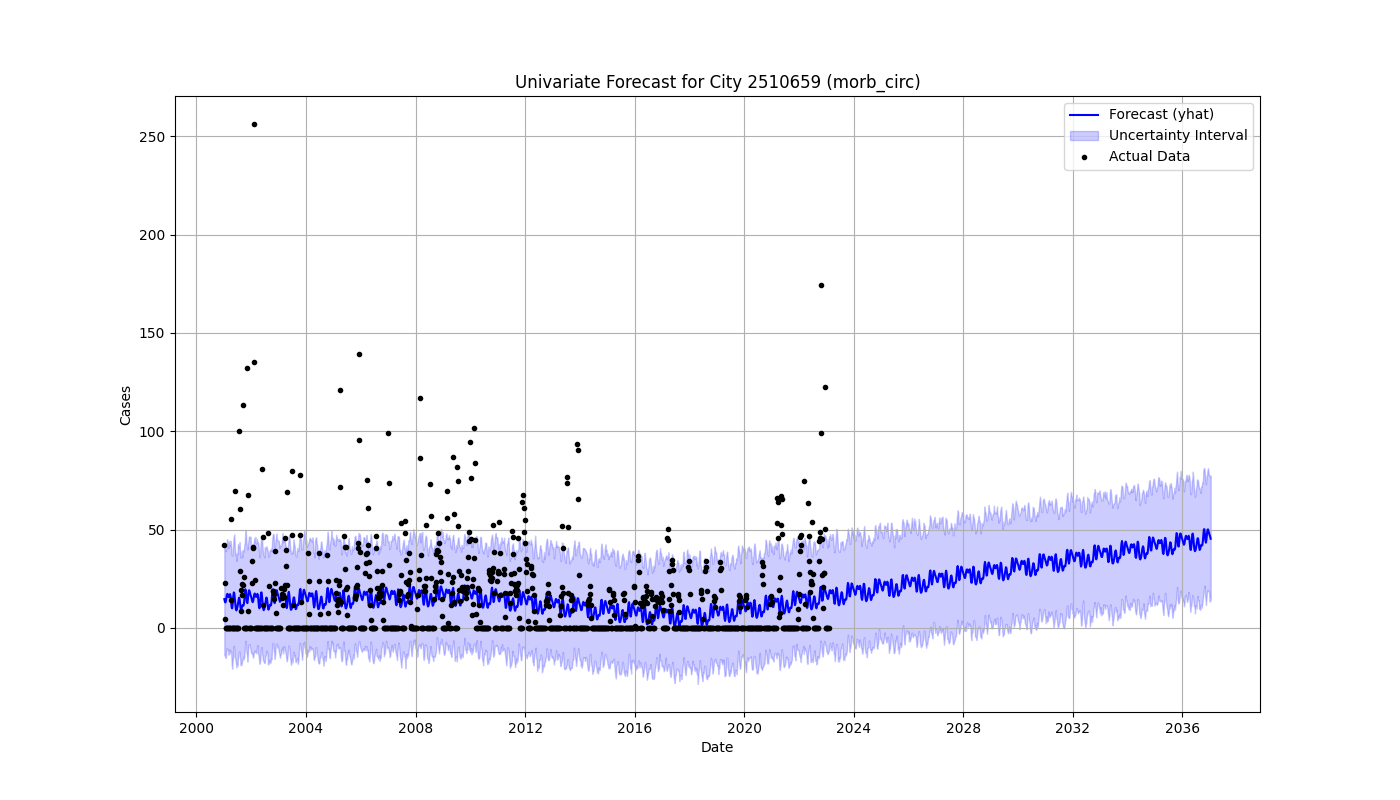 Univariate Forecast for City 2510659 (morb_circ)
Forecast (yhat)
Uncertainty Interval
Actual Data
Cases
250
200
150
100
50
0
2000
2004
2008
2012
2016
2020
2024
2028
2032
2036
Date